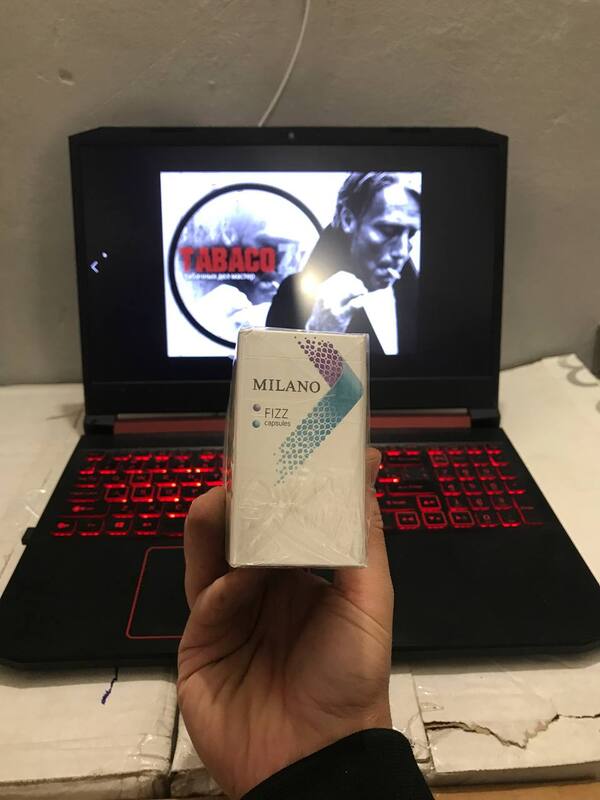 TABACO
табачных дел мастер
MILANO
FIZZ
capsules